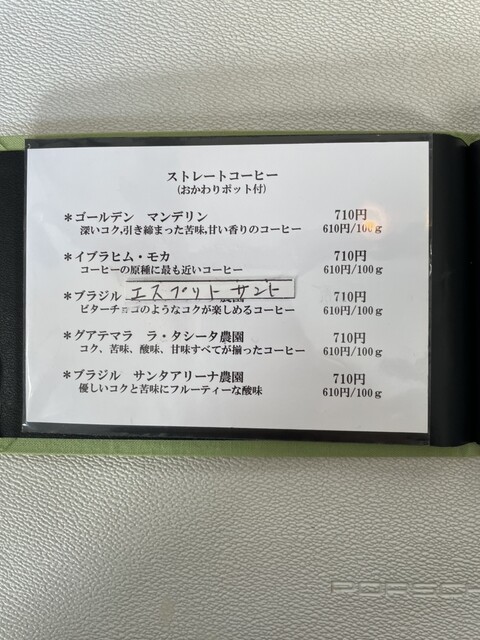 ストレートコーヒー
(おかわりポット付)
＊ゴールデン　マンデリン　710円
深いコク,引き締まった苦味,甘い香りのコーヒー　610円/100g
＊イブラヒム・モカ　710円
コーヒーの原種に最も近いコーヒー　610円/100g
＊ブラジル　エスプリト サント　710円
ビターチョコのようなコクが楽しめるコーヒー　610円/100g
＊グアテマラ　ラ・タシータ農園　710円
コク、苦味、酸味、甘味すべてが揃ったコーヒー　610円/100g
＊ブラジル　サンタアリーナ農園　710円
優しいコクと苦味にフルーティーな酸味　610円/100g